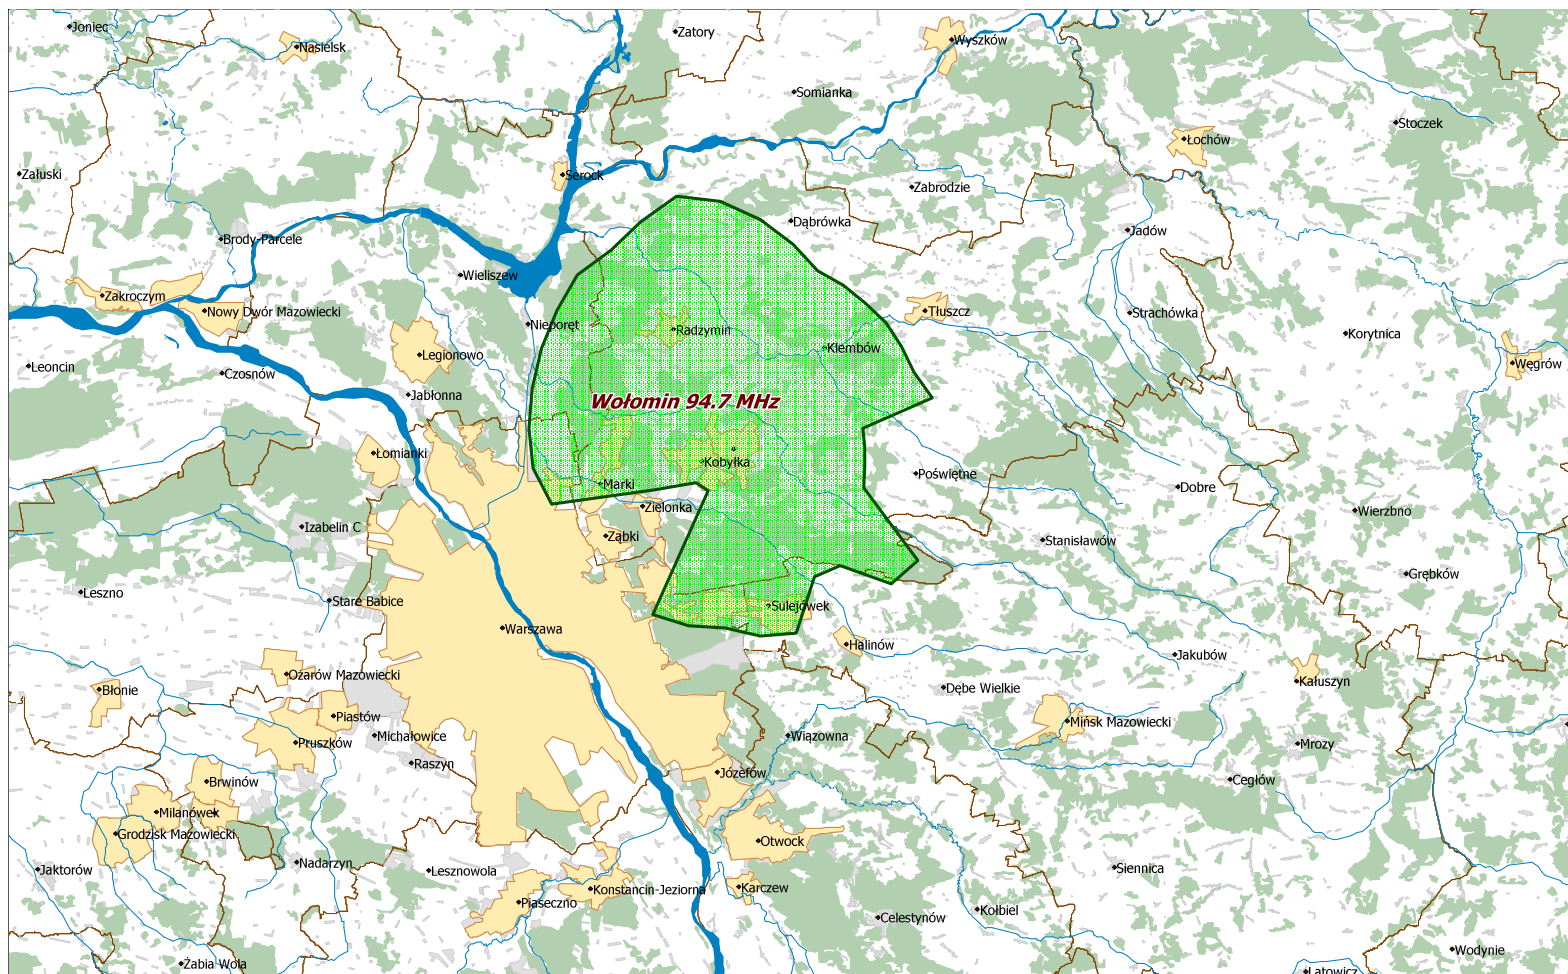 Joniec
Nasielsk
Zatory
Wyszków
Somianka
Stoczek
Łochów
Załuski
Serock
Zabrodzie
Dąbrówka
Jadów
Brody-Parcele
Wieliszew
Zakroczym
Nowy Dwór Mazowiecki
Tłuszcz
Strachówka
Nieporęt
Radzymin
Korytnica
Klembów
Legionowo
Węgrów
Leoncin
Czosnów
Jabłonna
Wołomin 94.7 MHz
Łomianki
Kobyłka
Poświętne
Marki
Dobre
Zielonka
Wierzbno
Izabelin C
Ząbki
Stanisławów
Grębków
Leszno
Stare Babice
Sulejówek
Warszawa
Halinów
Jakubów
Ożarów Mazowiecki
Kałuszyn
Błonie
Dębe Wielkie
Piastów
Mińsk Mazowiecki
Michałowice
Wiązowna
Pruszków
Mrozy
Raszyn
Józefów
Brwinów
Cegłów
Milanówek
Grodzisk Mazowiecki
Otwock
Nadarzyn
Jaktorów
Lesznowola
Siennica
Konstancin-Jeziorna
Karczew
Piaseczno
Celestynów
Kołbiel
Wodynie
Żabia Wola
Latowicz